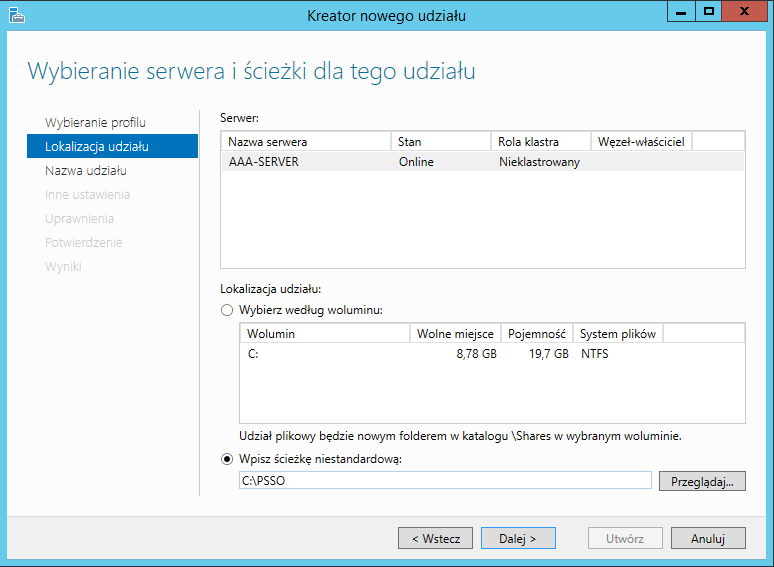 Kreator nowego udziału
Wybieranie serwera i ścieżki dla tego udziału
Wybieranie profilu
Lokalizacja udziału
Nazwa udziału
Inne ustawienia
Uprawnienia
Potwierdzenie
Wyniki
Serwer:
Nazwa serwera Stan Rola klastra Węzeł-właściciel
AAA-SERVER Online Nieklastrowany
Lokalizacja udziału:
Wybierz według woluminu:
Wolumin Wolne miejsce Pojemność System plików
C: 8,78 GB 19,7 GB NTFS
Udział plikowy będzie nowym folderem w katalogu \Shares w wybranym woluminie.
Wpisz ścieżkę niestandardową:
C:\PSSO Przeglądaj...
< Wstecz Dalej > Utwórz Anuluj